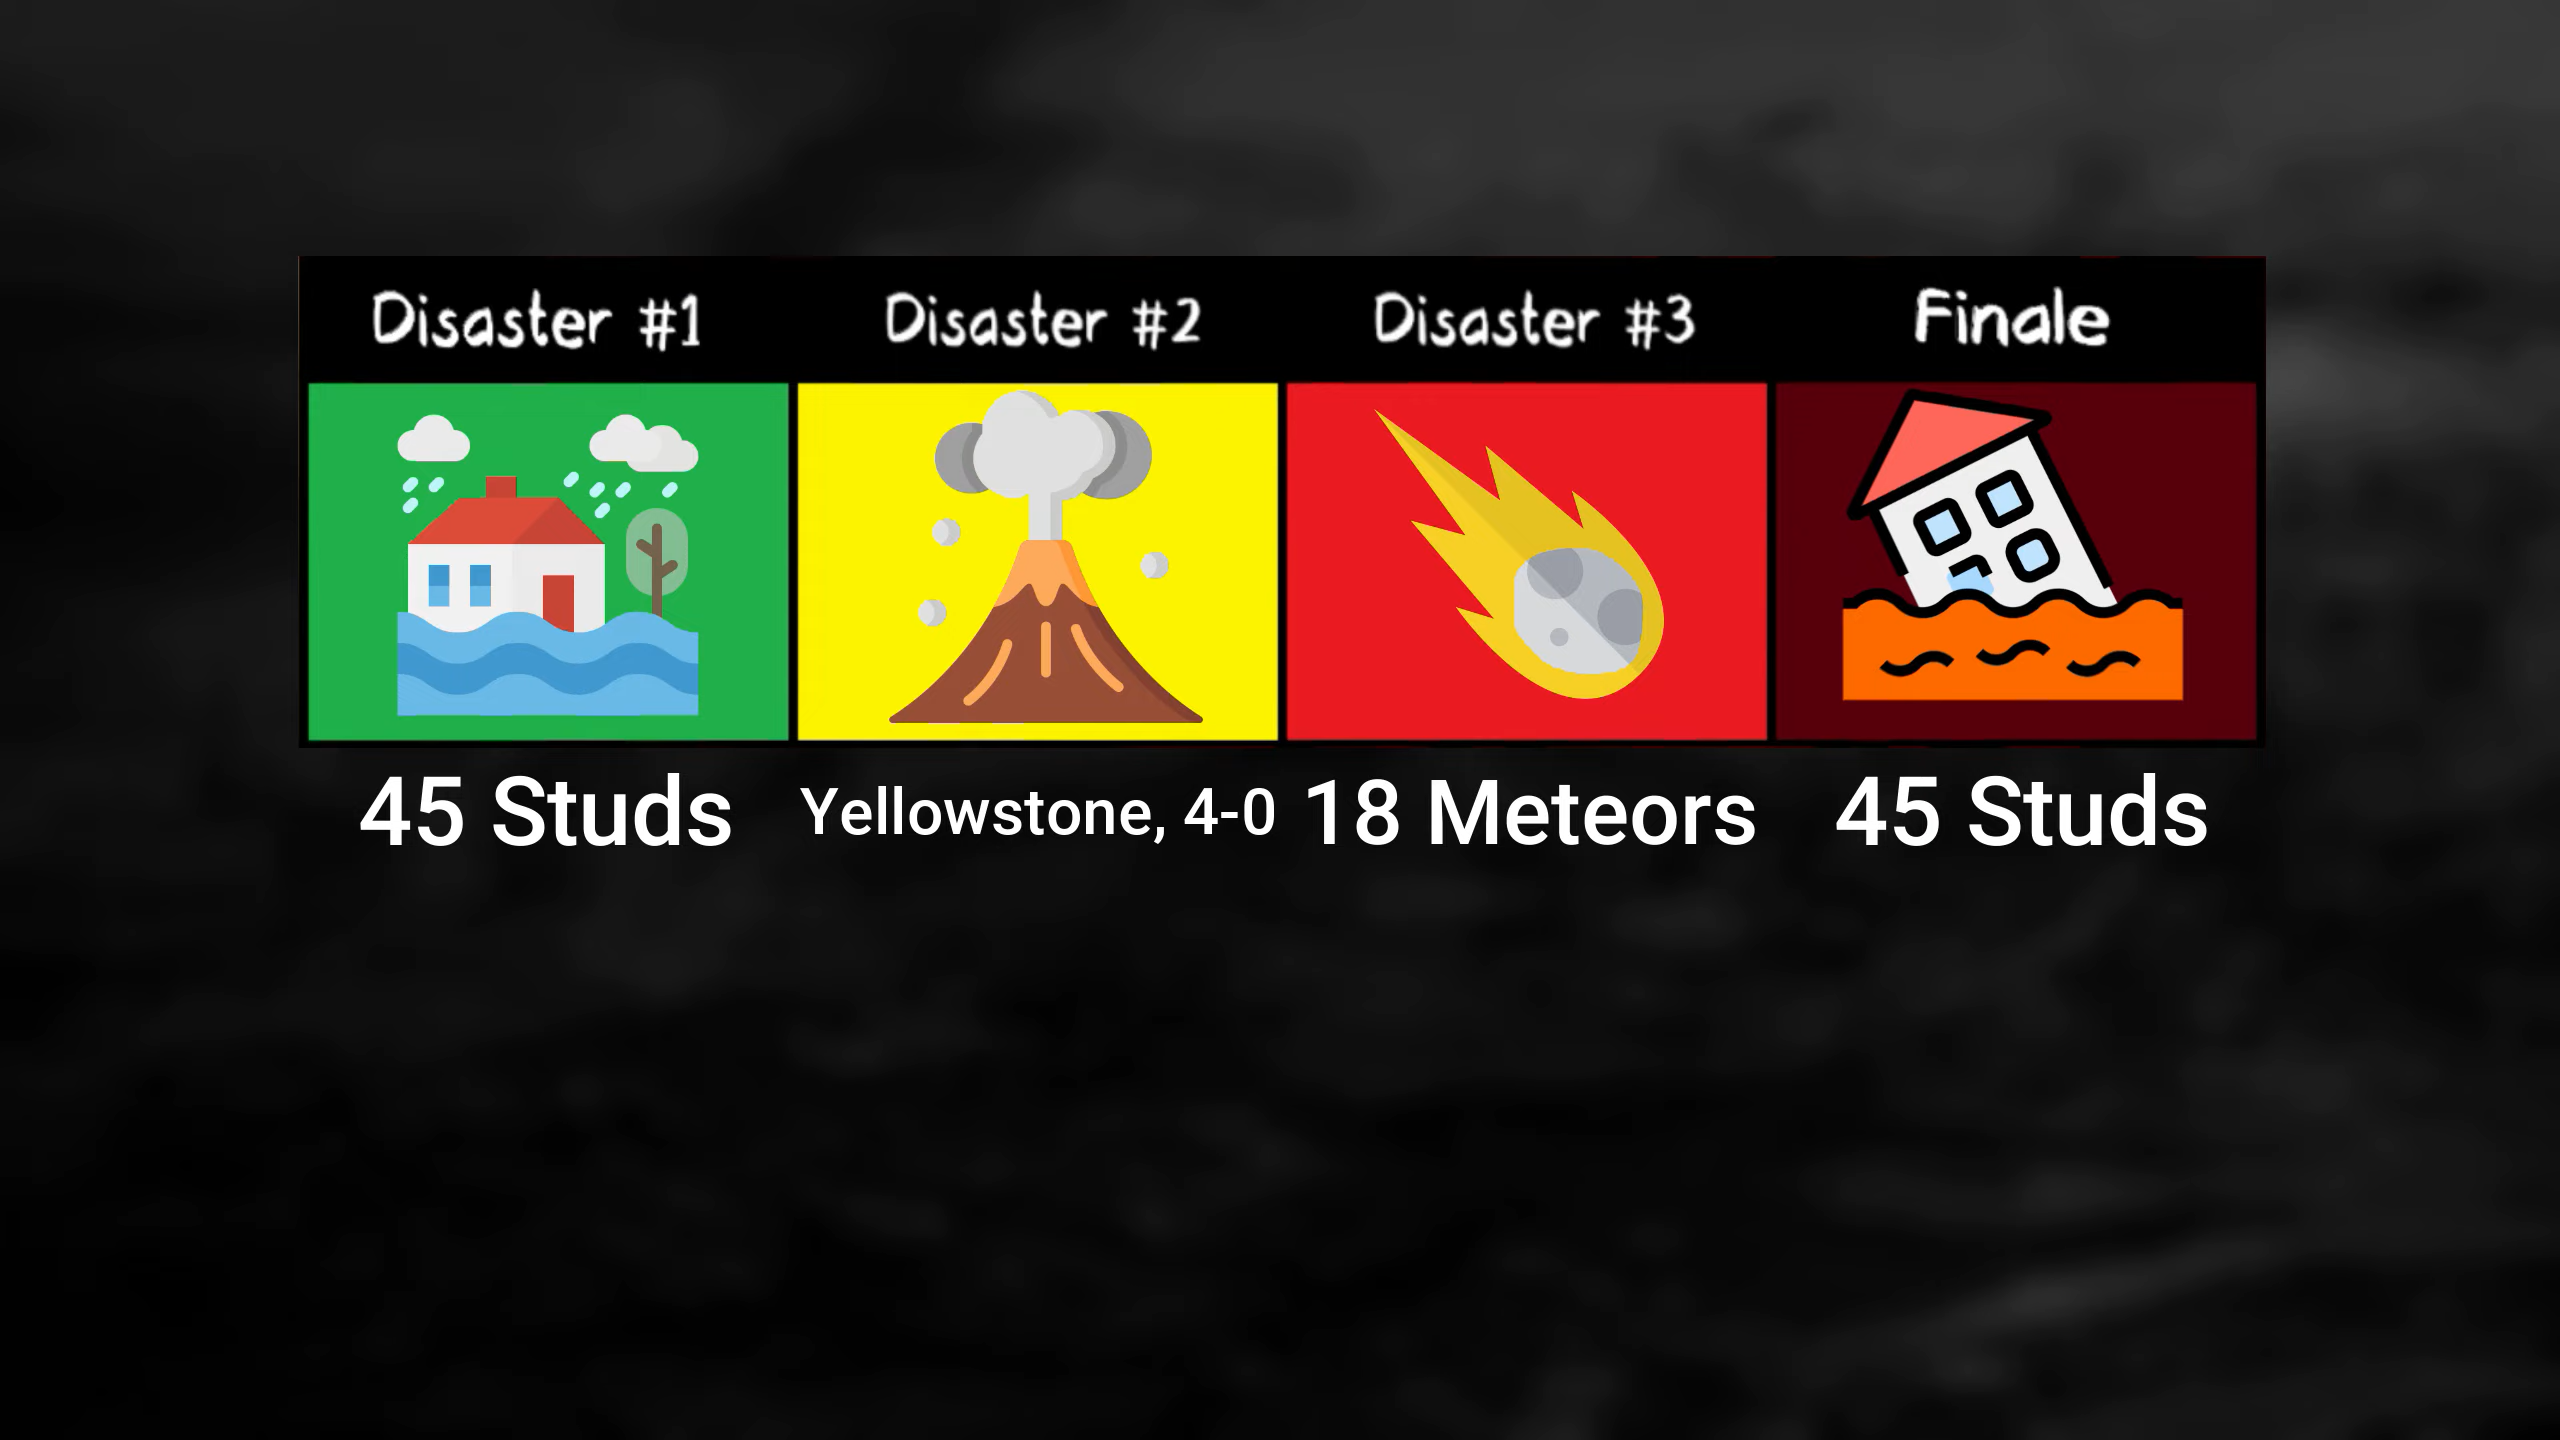 Disaster #1 Disaster #2 Disaster #3 Finale
45 Studs Yellowstone, 4-0 18 Meteors 45 Studs